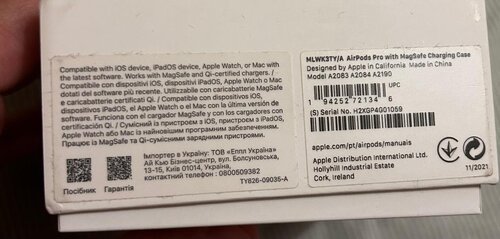 Compatible with iOS device, iPadOS device, Apple Watch, or Mac with
the latest software. Works with MagSafe and Qi-certified chargers. /
Compatibile con dispositivi iOS, dispositivi iPadOS, Apple Watch o Mac
dotati del software più recente. Utilizzabile con caricabatterie MagSafe
e caricabatterie certificati Qi. / Compatible con dispositivos con iOS,
dispositivos con iPadOS, el Apple Watch o el Mac con la última versión de
software. Funciona con el cargador MagSafe y con los cargadores con
certificación Qi. / Сумісний із пристроєм з iOS, пристроєм з iPadOS,
Apple Watch або Mac із найновішим програмним забезпеченням.
Працює із MagSafe та Qi-сумісними зарядними пристроями.
Посібник
Гарантія
Імпортер в Україну: ТОВ «Еппл Україна»
Ай Кью Бізнес-центр, вул. Болсуновська,
13-15, Київ 01014, Україна,
контактний телефон : 0800509382
TY826-09035-A
MLWK3TY/A AirPods Pro with MagSafe Charging Case
Designed by Apple in California Made in China
Model A2083 A2084 A2190
UPC
1 94252 72134 6
(S) Serial No. H2XGP4G01059
apple.com/pt/airpods/manuais
Apple Distribution International Ltd.
Hollyhill Industrial Estate
Cork, Ireland
11/2021